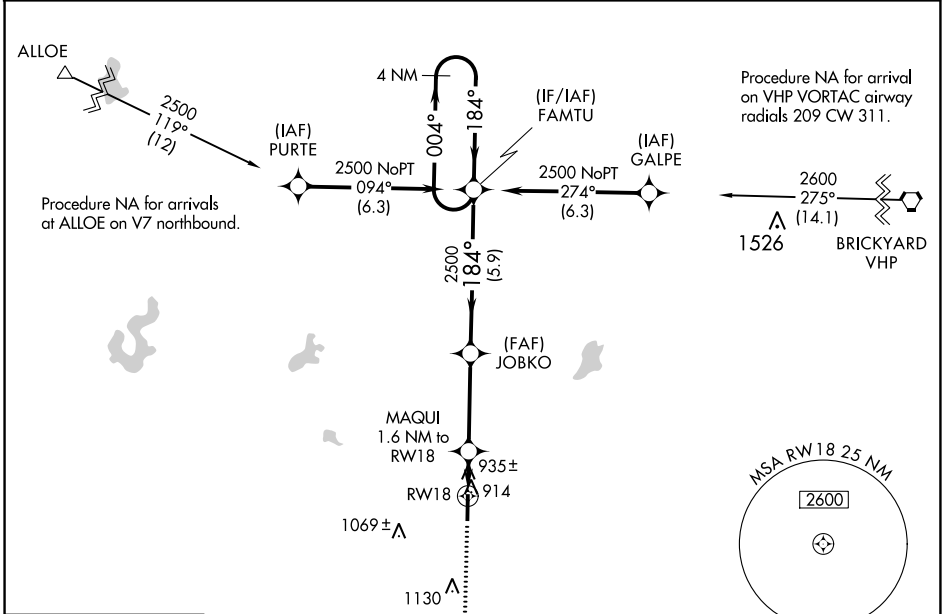 ALLOE
2500
119°
(12)
(IAF)
PURTE
Procedure NA for arrivals
at ALLOE on V7 northbound.
4 NM
004°
184°
(IF/IAF)
FAMTU
2500 NoPT
094°
(6.3)
2500 NoPT
274°
(6.3)
(IAF)
GALPE
Procedure NA for arrival
on VHP VORTAC airway
radials 209 CW 311.
2600
275°
(14.1)
1526
BRICKYARD
VHP
2500
184°
(5.9)
(FAF)
JOBKO
MAQUI
1.6 NM to
RW18
935±
RW18
914
1069±
1130
MSA RW18 25 NM
2600